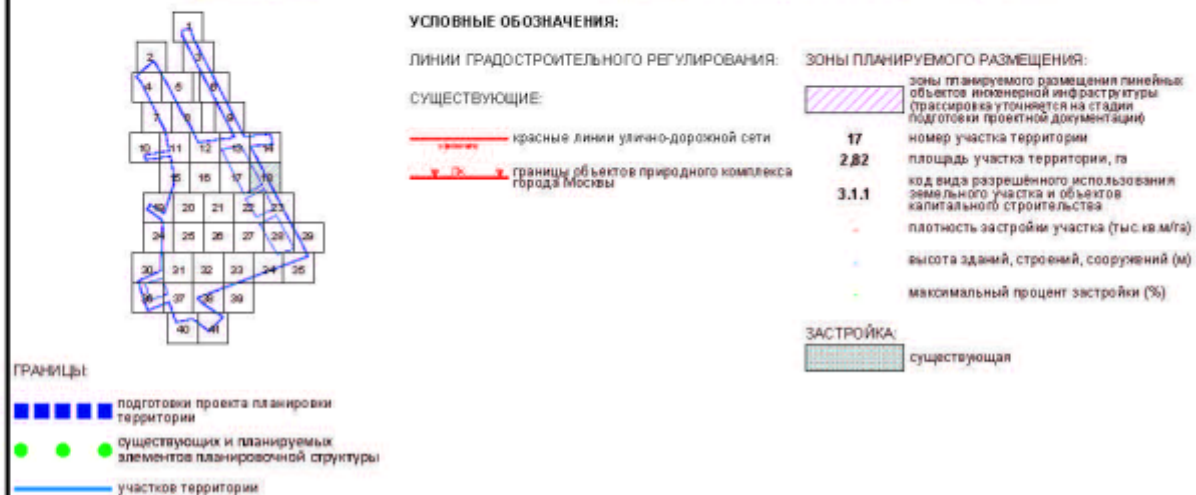 1
2 3
4 5 6
7 8 9
10 11 12 13 14
15 16 17 18
19 20 21 22 23
24 25 26 27 28 29
30 31 32 33 34 35
36 37 38 39
40 41
ГРАНИЦЫ:
подготовки проекта планировки
территории
существующих и планируемых
элементов планировочной структуры
участков территории
УСЛОВНЫЕ ОБОЗНАЧЕНИЯ:
ЛИНИИ ГРАДОСТРОИТЕЛЬНОГО РЕГУЛИРОВАНИЯ:
СУЩЕСТВУЮЩИЕ:
красные линии улично-дорожной сети
ПК
границы объектов природного комплекса
города Москвы
ЗОНЫ ПЛАНИРУЕМОГО РАЗМЕЩЕНИЯ:
зоны планируемого размещения линейных
объектов инженерной инфраструктуры
(трассировка уточняется на стадии
подготовки проектной документации)
17 номер участка территории
2,82 площадь участка территории, га
3.1.1 код вида разрешённого использования
земельного участка и объектов
капитального строительства
плотность застройки участка (тыс.кв.м/га)
высота зданий, строений, сооружений (м)
максимальный процент застройки (%)
ЗАСТРОЙКА:
существующая